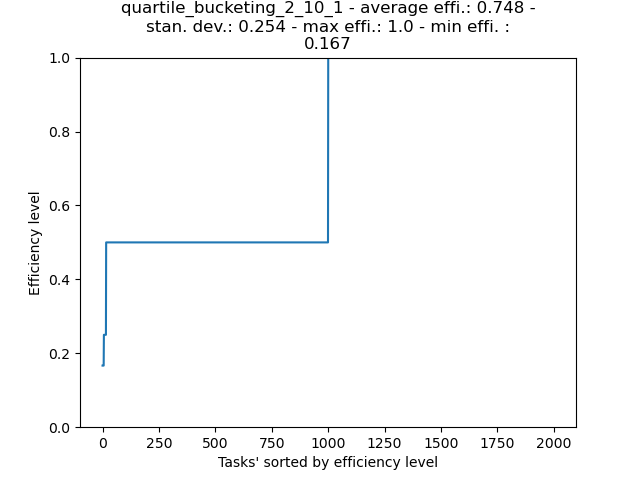 quartile_bucketing_2_10_1 - average effi.: 0.748 -
stan. dev.: 0.254 - max effi.: 1.0 - min effi. :
0.167
1.0
0.8
0.6
0.4
0.2
0.0
Efficiency level
0 250 500 750 1000 1250 1500 1750 2000
Tasks' sorted by efficiency level